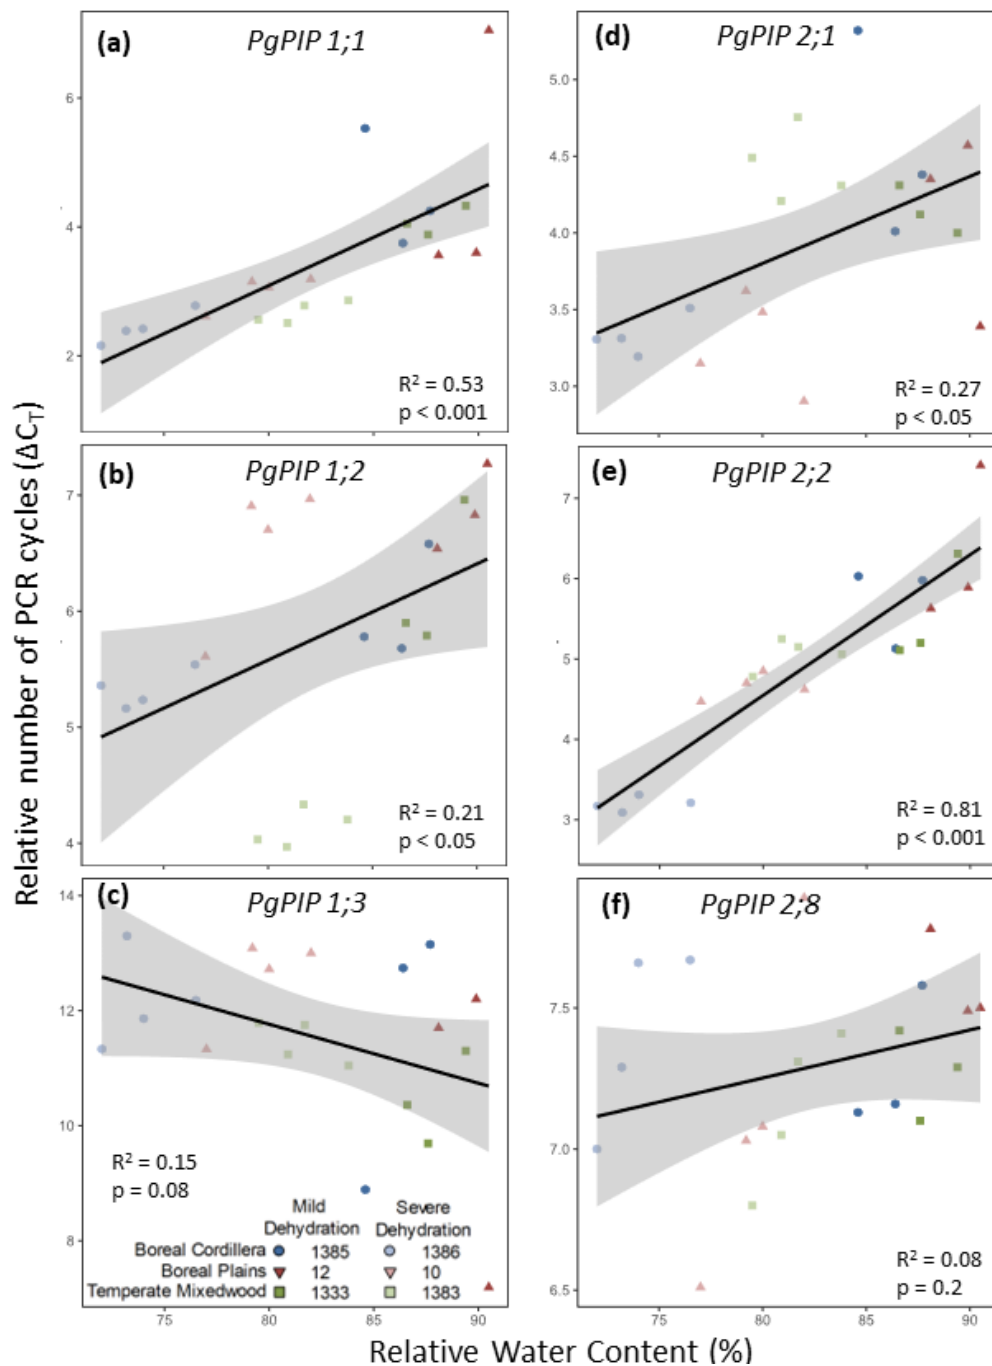 (a) PgPIP 1;1
6
4
2
R² = 0.53
p < 0.001
(d) PgPIP 2;1
5.0
4.5
4.0
3.5
3.0
R² = 0.27
p < 0.05
(b) PgPIP 1;2
7
6
5
4
R² = 0.21
p < 0.05
(e) PgPIP 2;2
7
6
5
4
3
R² = 0.81
p < 0.001
(c) PgPIP 1;3
14
12
10
8
R² = 0.15
p = 0.08
Mild Dehydration Severe Dehydration
Boreal Cordillera 1385 1386
Boreal Plains 12 10
Temperate Mixedwood 1333 1383
75 80 85 90
(f) PgPIP 2;8
7.5
7.0
6.5
R² = 0.08
p = 0.2
75 80 85 90
Relative number of PCR cycles (ΔC_T)
Relative Water Content (%)